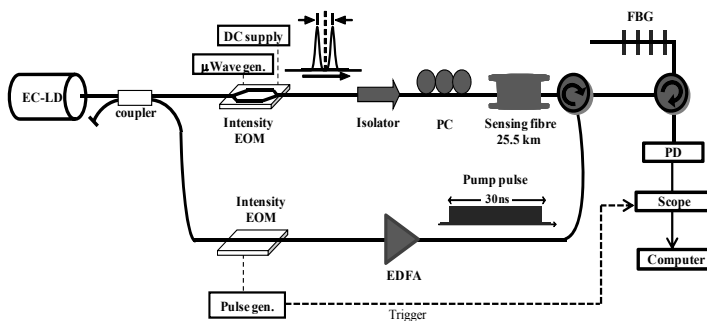 DC supply
FBG
μWave gen.
EC-LD
coupler
Intensity
EOM
Isolator
PC
Sensing fibre
25.5 km
PD
Pump pulse
30ns
Intensity
EOM
Scope
EDFA
Computer
Pulse gen.
Trigger